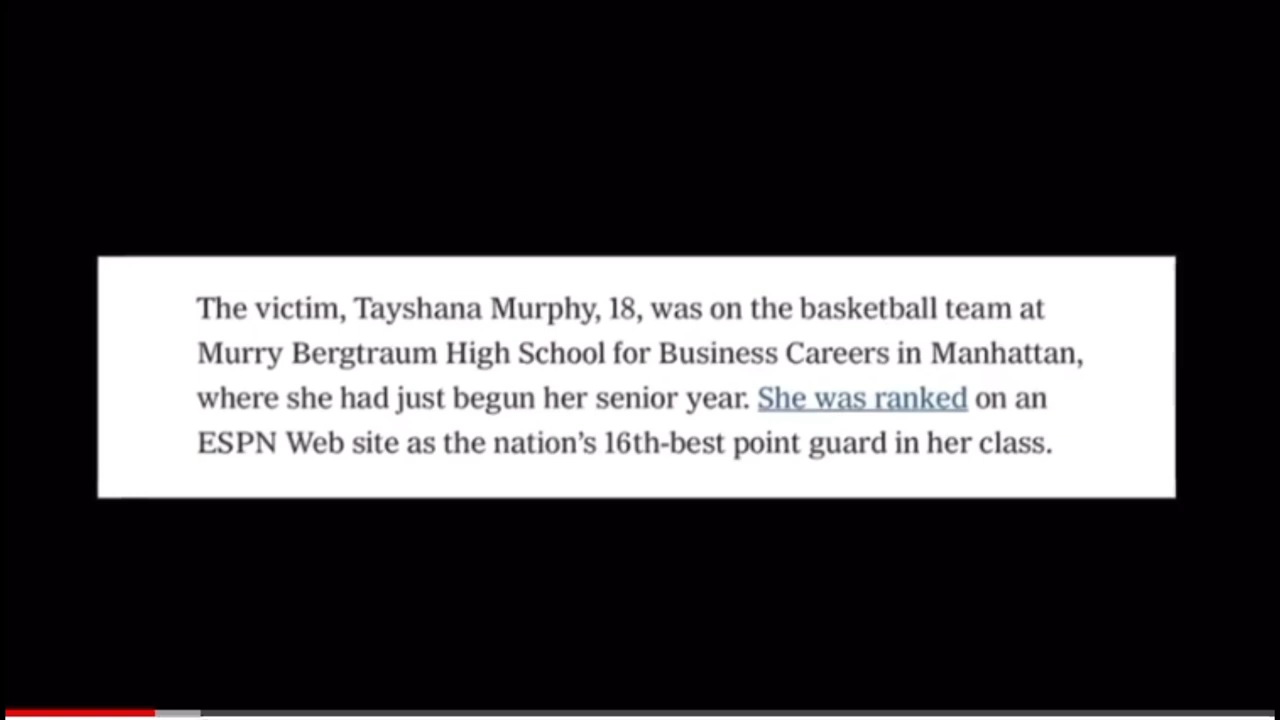 The victim, Tayshana Murphy, 18, was on the basketball team at
Murry Bergtraum High School for Business Careers in Manhattan,
where she had just begun her senior year. She was ranked on an
ESPN Web site as the nation’s 16th-best point guard in her class.